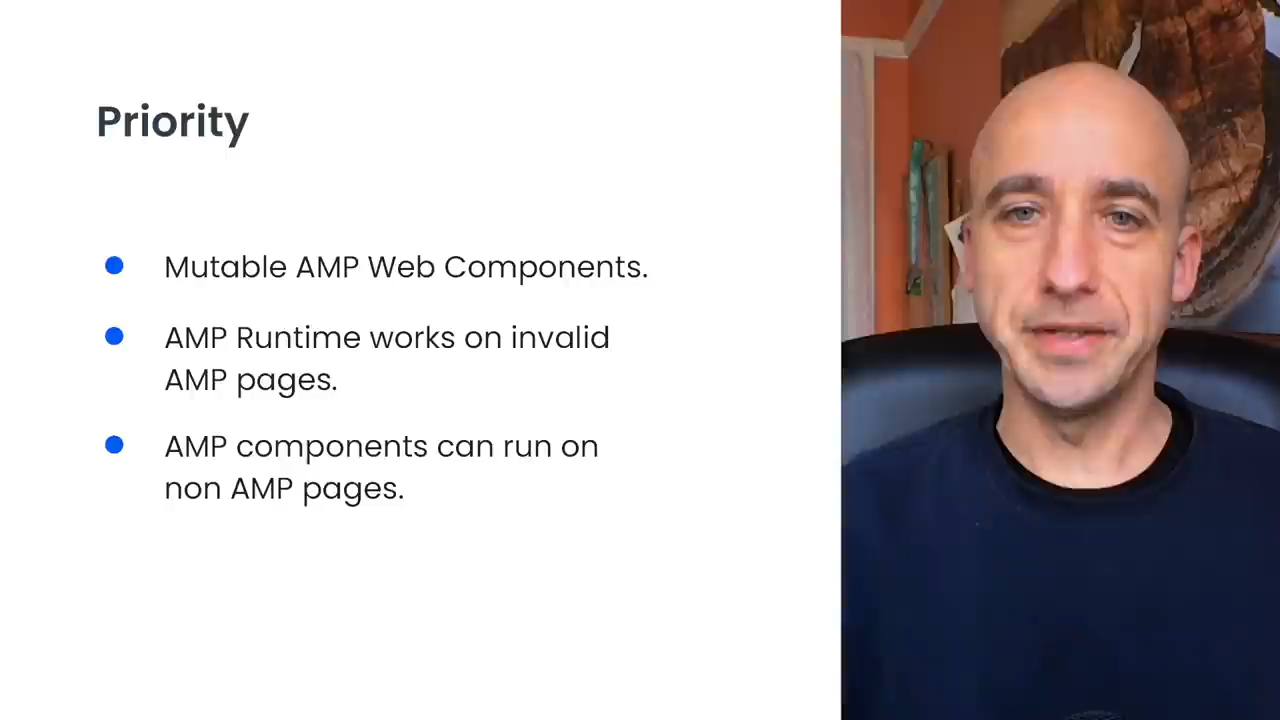 Priority
Mutable AMP Web Components.
AMP Runtime works on invalid
AMP pages.
AMP components can run on
non AMP pages.